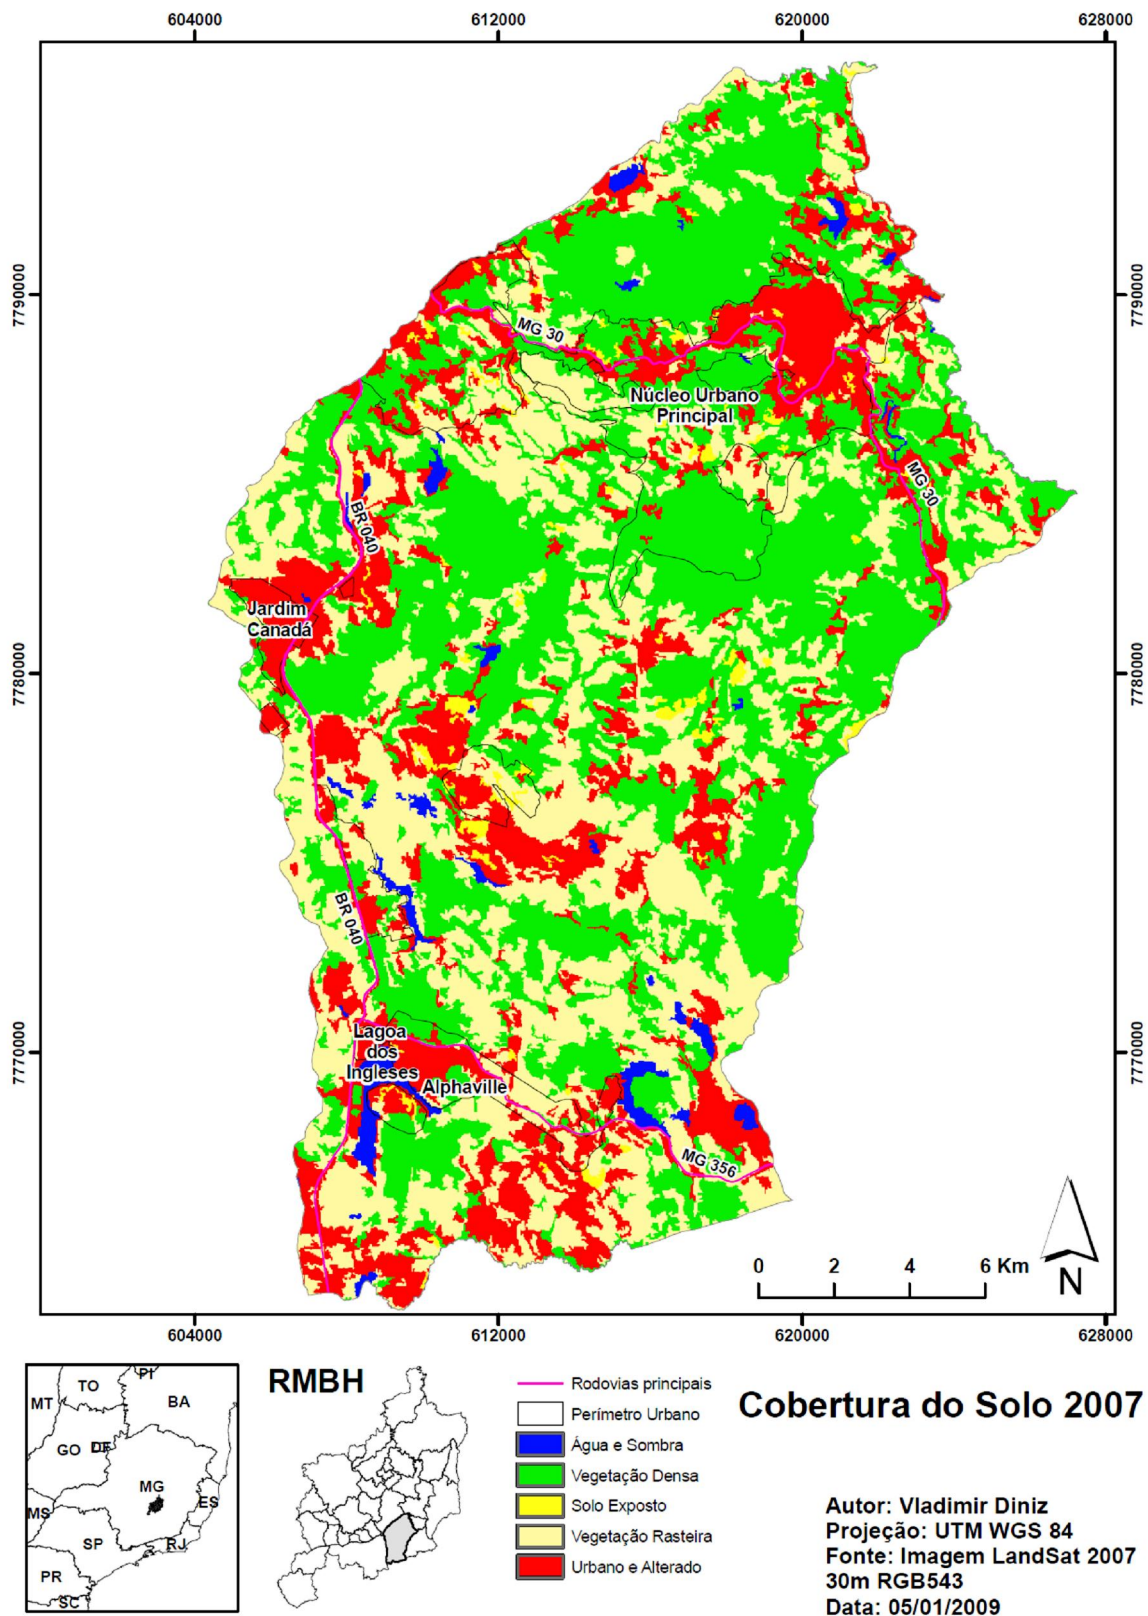 604000
612000
620000
628000
7790000
7790000
MG 30
Núcleo Urbano
Principal
MG 30
BR 040
Jardim
Canadá
7780000
7780000
BR 040
7770000
7770000
Lagoa
dos
Ingleses
Alphaville
MG 356
0
2
4
6 Km
N
604000
612000
620000
628000
PI
TO
BA
MT
GO
DF
MG
ES
MS
SP
RJ
PR
SC
RMBH
Rodovias principais
Perímetro Urbano
Água e Sombra
Vegetação Densa
Solo Exposto
Vegetação Rasteira
Urbano e Alterado
Cobertura do Solo 2007
Autor: Vladimir Diniz
Projeção: UTM WGS 84
Fonte: Imagem LandSat 2007
30m RGB543
Data: 05/01/2009